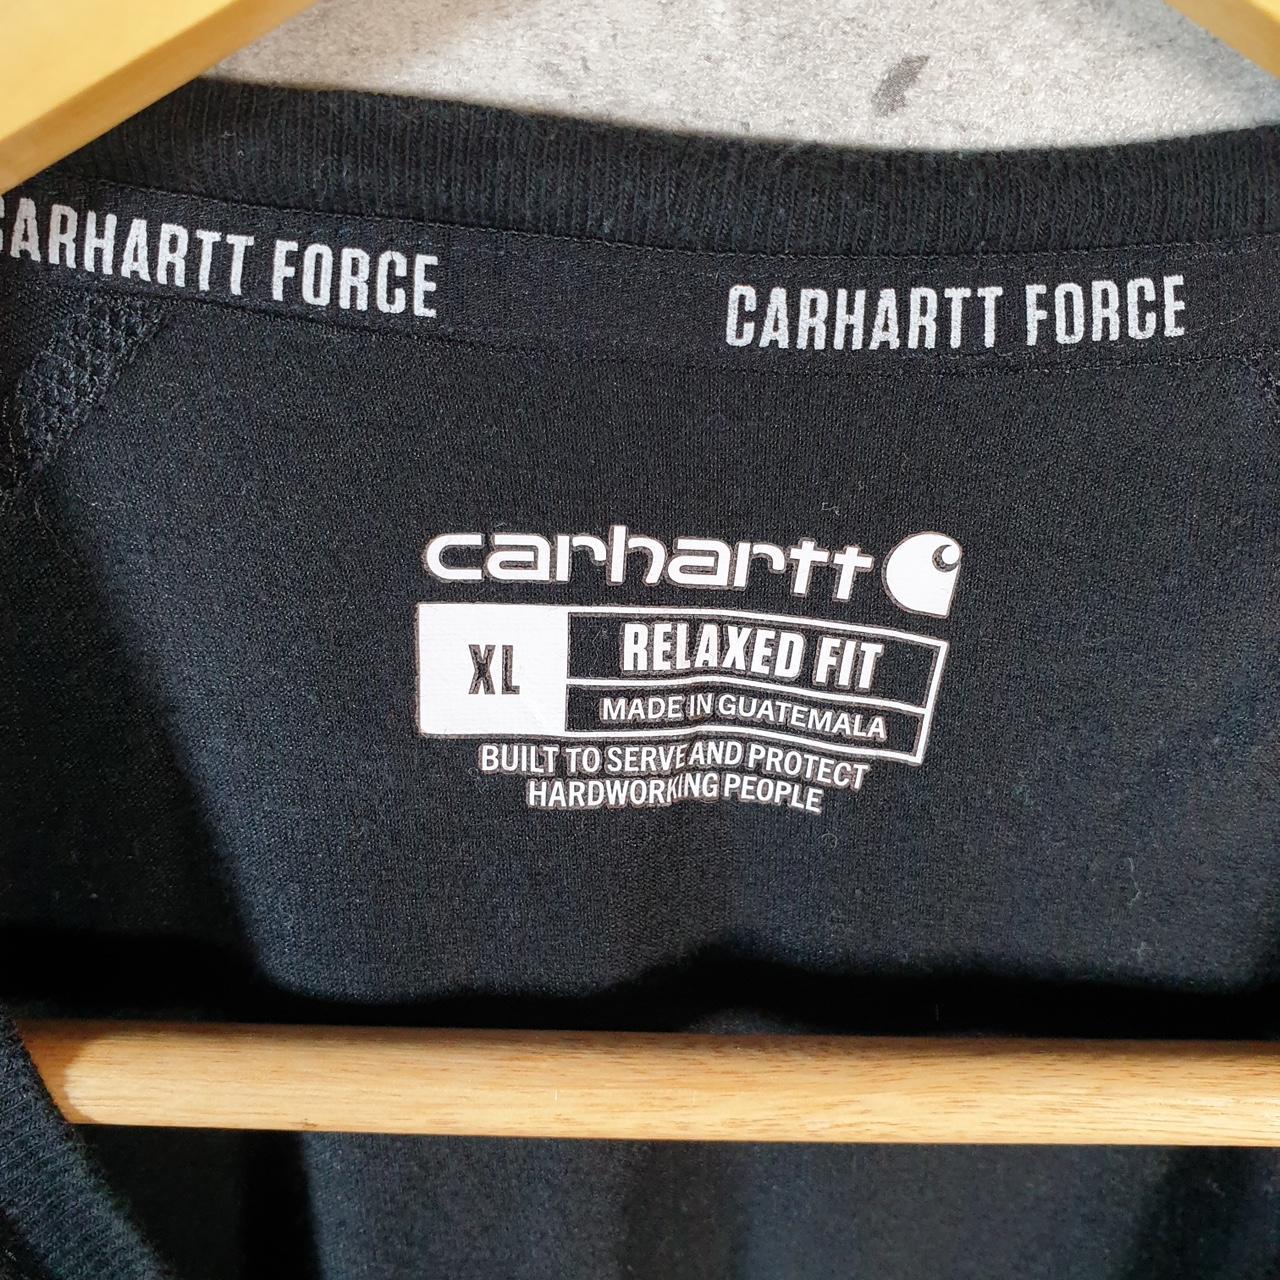 CARHARTT FORCE CARHARTT FORCE
carhartt
XL
RELAXED FIT
MADE IN GUATEMALA
BUILT TO SERVE AND PROTECT
HARDWORKING PEOPLE